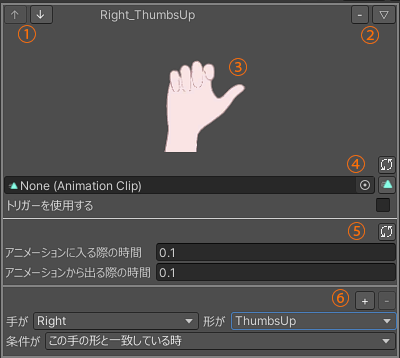 ↑ ↓ Right_ThumbsUp - ▽
① ②
③
④
None (Animation Clip)
トリガーを使用する
⑤
アニメーションに入る際の時間 0.1
アニメーションから出る際の時間 0.1
⑥ + -
手が Right 形が ThumbsUp
条件が この手の形と一致している時